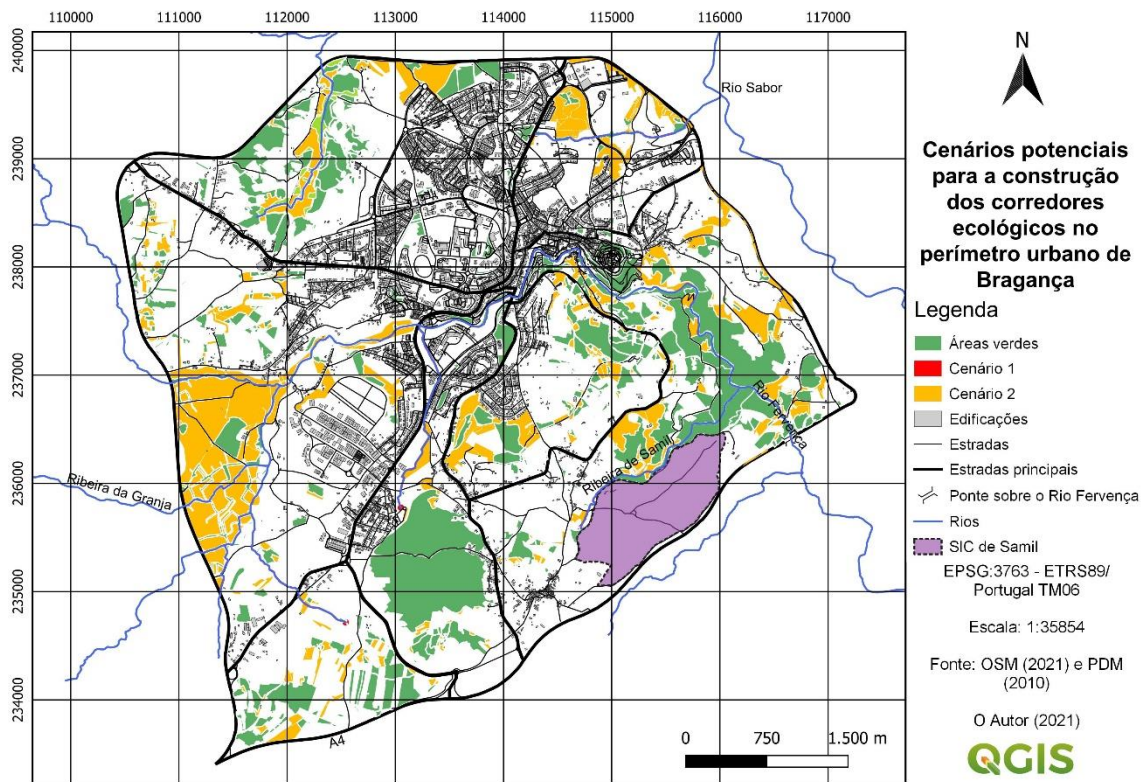 110000 111000 112000 113000 114000 115000 116000 117000
240000
239000
238000
237000
236000
235000
234000
Rio Sabor
Rio Fervença
Ribeira de Samil
Ribeira da Granja
A4
0 750 1.500 m
N
Cenários potenciais
para a construção
dos corredores
ecológicos no
perímetro urbano de
Bragança
Legenda
Áreas verdes
Cenário 1
Cenário 2
Edificações
Estradas
Estradas principais
Ponte sobre o Rio Fervença
Rios
SIC de Samil
EPSG:3763 - ETRS89/
Portugal TM06
Escala: 1:35854
Fonte: OSM (2021) e PDM
(2010)
O Autor (2021)
QGIS